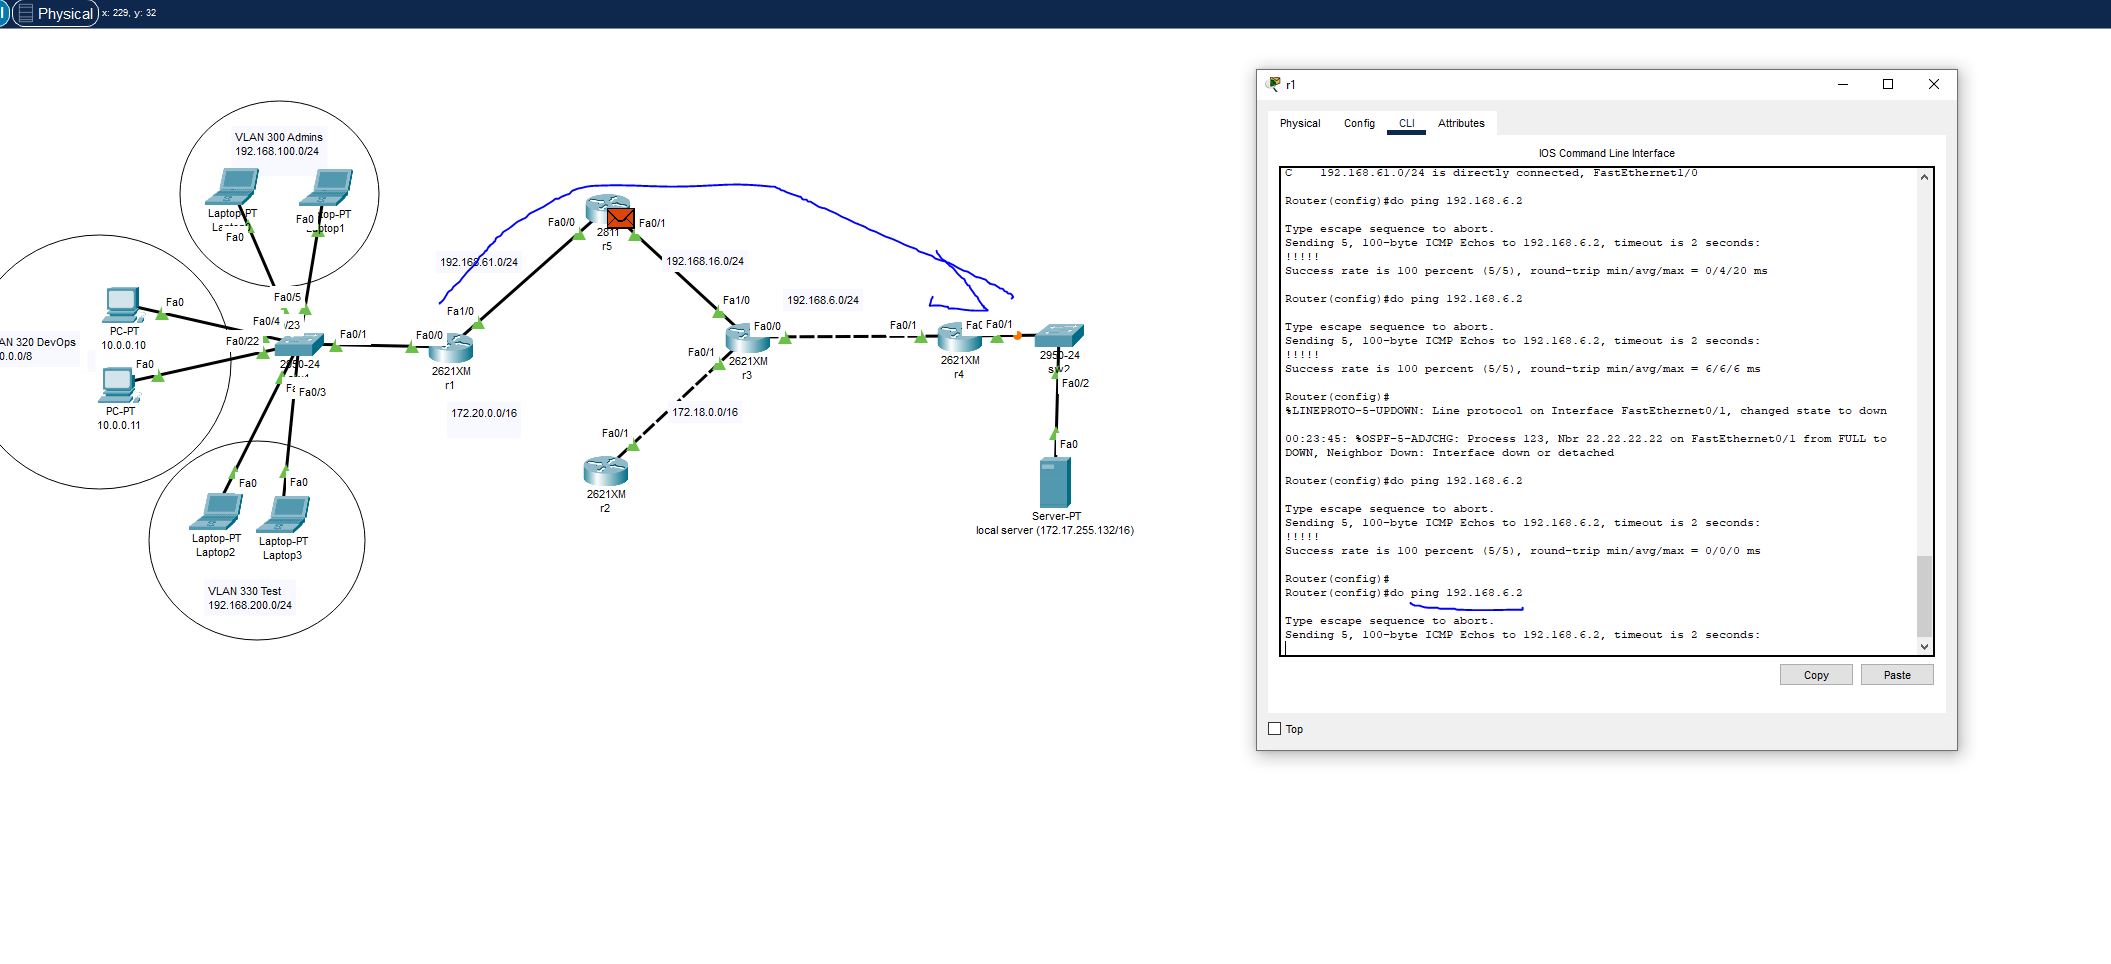 Physical
x: 229, y: 32
VLAN 300 Admins
192.168.100.0/24
Laptop-PT
Fa0
Fa0
AN 320 DevOps
0.0.0/8
Fa0
PC-PT
10.0.0.10
Fa0
PC-PT
10.0.0.11
Fa0/5
Fa0/4
/23
Fa0/22
Fa0/1
2950-24
Fa0/3
Fa0
Laptop-PT
Laptop2
Fa0
Laptop-PT
Laptop3
VLAN 330 Test
192.168.200.0/24
Fa0/0
2621XM
r1
Fa1/0
172.20.0.0/16
192.168.61.0/24
Fa0/0
2811
r5
Fa0/1
192.168.16.0/24
Fa1/0
Fa0/0
2621XM
r3
Fa0/1
172.18.0.0/16
Fa0/1
2621XM
r2
192.168.6.0/24
Fa0/1
2621XM
r4
Fa0/1
2950-24
sw2
Fa0/2
Fa0
Server-PT
local server (172.17.255.132/16)
r1
Physical
Config
CLI
Attributes
IOS Command Line Interface
C    192.168.61.0/24 is directly connected, FastEthernet1/0
Router(config)#do ping 192.168.6.2
Type escape sequence to abort.
Sending 5, 100-byte ICMP Echos to 192.168.6.2, timeout is 2 seconds:
!!!!!
Success rate is 100 percent (5/5), round-trip min/avg/max = 0/4/20 ms
Router(config)#do ping 192.168.6.2
Type escape sequence to abort.
Sending 5, 100-byte ICMP Echos to 192.168.6.2, timeout is 2 seconds:
!!!!!
Success rate is 100 percent (5/5), round-trip min/avg/max = 6/6/6 ms
Router(config)#
%LINEPROTO-5-UPDOWN: Line protocol on Interface FastEthernet0/1, changed state to down
00:23:45: %OSPF-5-ADJCHG: Process 123, Nbr 22.22.22.22 on FastEthernet0/1 from FULL to
DOWN, Neighbor Down: Interface down or detached
Router(config)#do ping 192.168.6.2
Type escape sequence to abort.
Sending 5, 100-byte ICMP Echos to 192.168.6.2, timeout is 2 seconds:
!!!!!
Success rate is 100 percent (5/5), round-trip min/avg/max = 0/0/0 ms
Router(config)#
Router(config)#do ping 192.168.6.2
Type escape sequence to abort.
Sending 5, 100-byte ICMP Echos to 192.168.6.2, timeout is 2 seconds:
Copy
Paste
Top